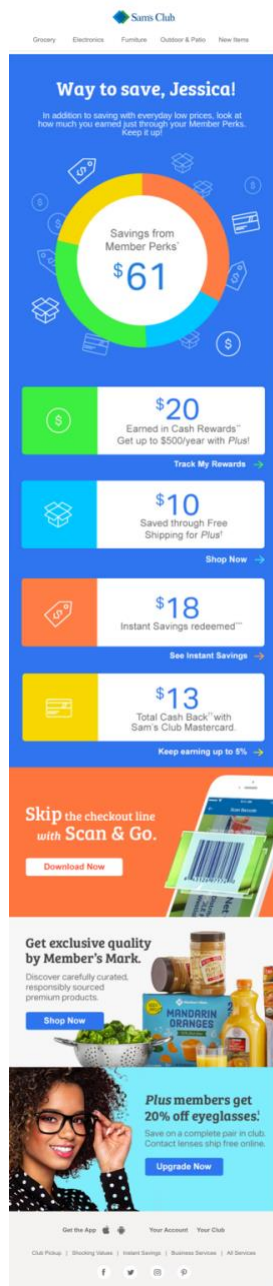 Sam's Club
Grocery Electronics Furniture Outdoor & Patio New Items
Way to save, Jessica!
In addition to saving with everyday low prices, look at
how much you earned just through your Member Perks.
Keep it up!
Savings from
Member Perks*
$61
$20
Earned in Cash Rewards**
Get up to $500/year with Plus!
Track My Rewards
$10
Saved through Free
Shipping for Plus†
Shop Now
$18
Instant Savings redeemed***
See Instant Savings
$13
Total Cash Back†† with
Sam's Club Mastercard
Keep earning up to 5%
Skip the checkout line
with Scan & Go.
Download Now
Get exclusive quality
by Member's Mark.
Discover carefully curated,
responsibly sourced
premium products.
Shop Now
MANDARIN
ORANGES
Plus members get
20% off eyeglasses.
Save on a complete pair in club.
Contact lenses ship free online.
Upgrade Now
Get the App Your Account Your Club
Club Pickup | Shocking Values | Instant Savings | Business Services | All Services